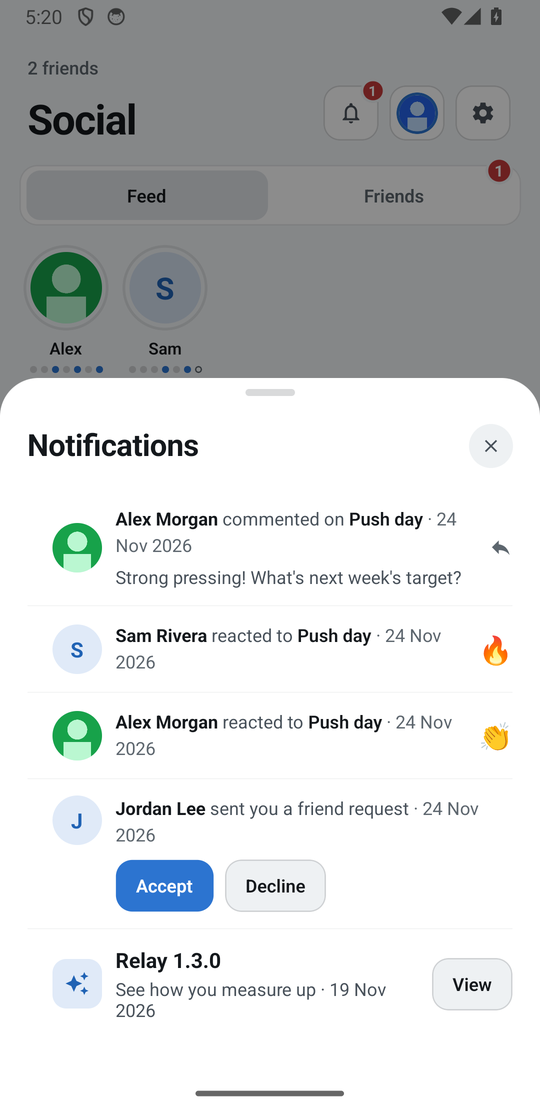 5:20
2 friends
Social
1
1
Feed
Friends
S
Alex
Sam
Notifications
Alex Morgan commented on Push day · 24
Nov 2026
Strong pressing! What's next week's target?
S
Sam Rivera reacted to Push day · 24 Nov
2026
Alex Morgan reacted to Push day · 24 Nov
2026
J
Jordan Lee sent you a friend request · 24 Nov
2026
Accept
Decline
Relay 1.3.0
See how you measure up · 19 Nov
2026
View